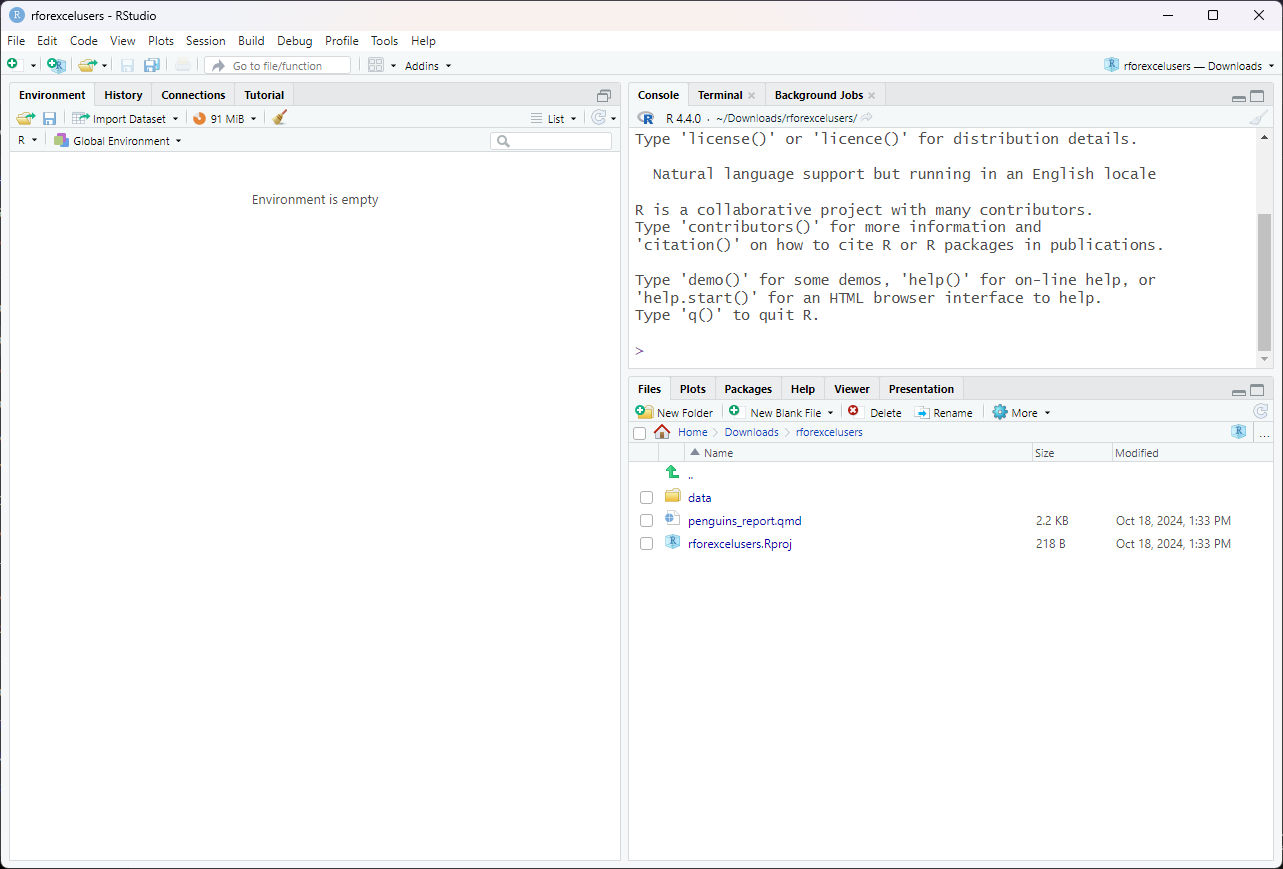 rforexcelusers - RStudio
File Edit Code View Plots Session Build Debug Profile Tools Help
Go to file/function Addins rforexcelusers — Downloads
Environment History Connections Tutorial
Import Dataset 91 MiB List
R Global Environment
Environment is empty
Console Terminal Background Jobs
R 4.4.0 · ~/Downloads/rforexcelusers/
Type 'license()' or 'licence()' for distribution details.
Natural language support but running in an English locale
R is a collaborative project with many contributors.
Type 'contributors()' for more information and
'citation()' on how to cite R or R packages in publications.
Type 'demo()' for some demos, 'help()' for on-line help, or
'help.start()' for an HTML browser interface to help.
Type 'q()' to quit R.
>
Files Plots Packages Help Viewer Presentation
New Folder New Blank File Delete Rename More
Home Downloads rforexcelusers ...
Name Size Modified
..
data
penguins_report.qmd 2.2 KB Oct 18, 2024, 1:33 PM
rforexcelusers.Rproj 218 B Oct 18, 2024, 1:33 PM